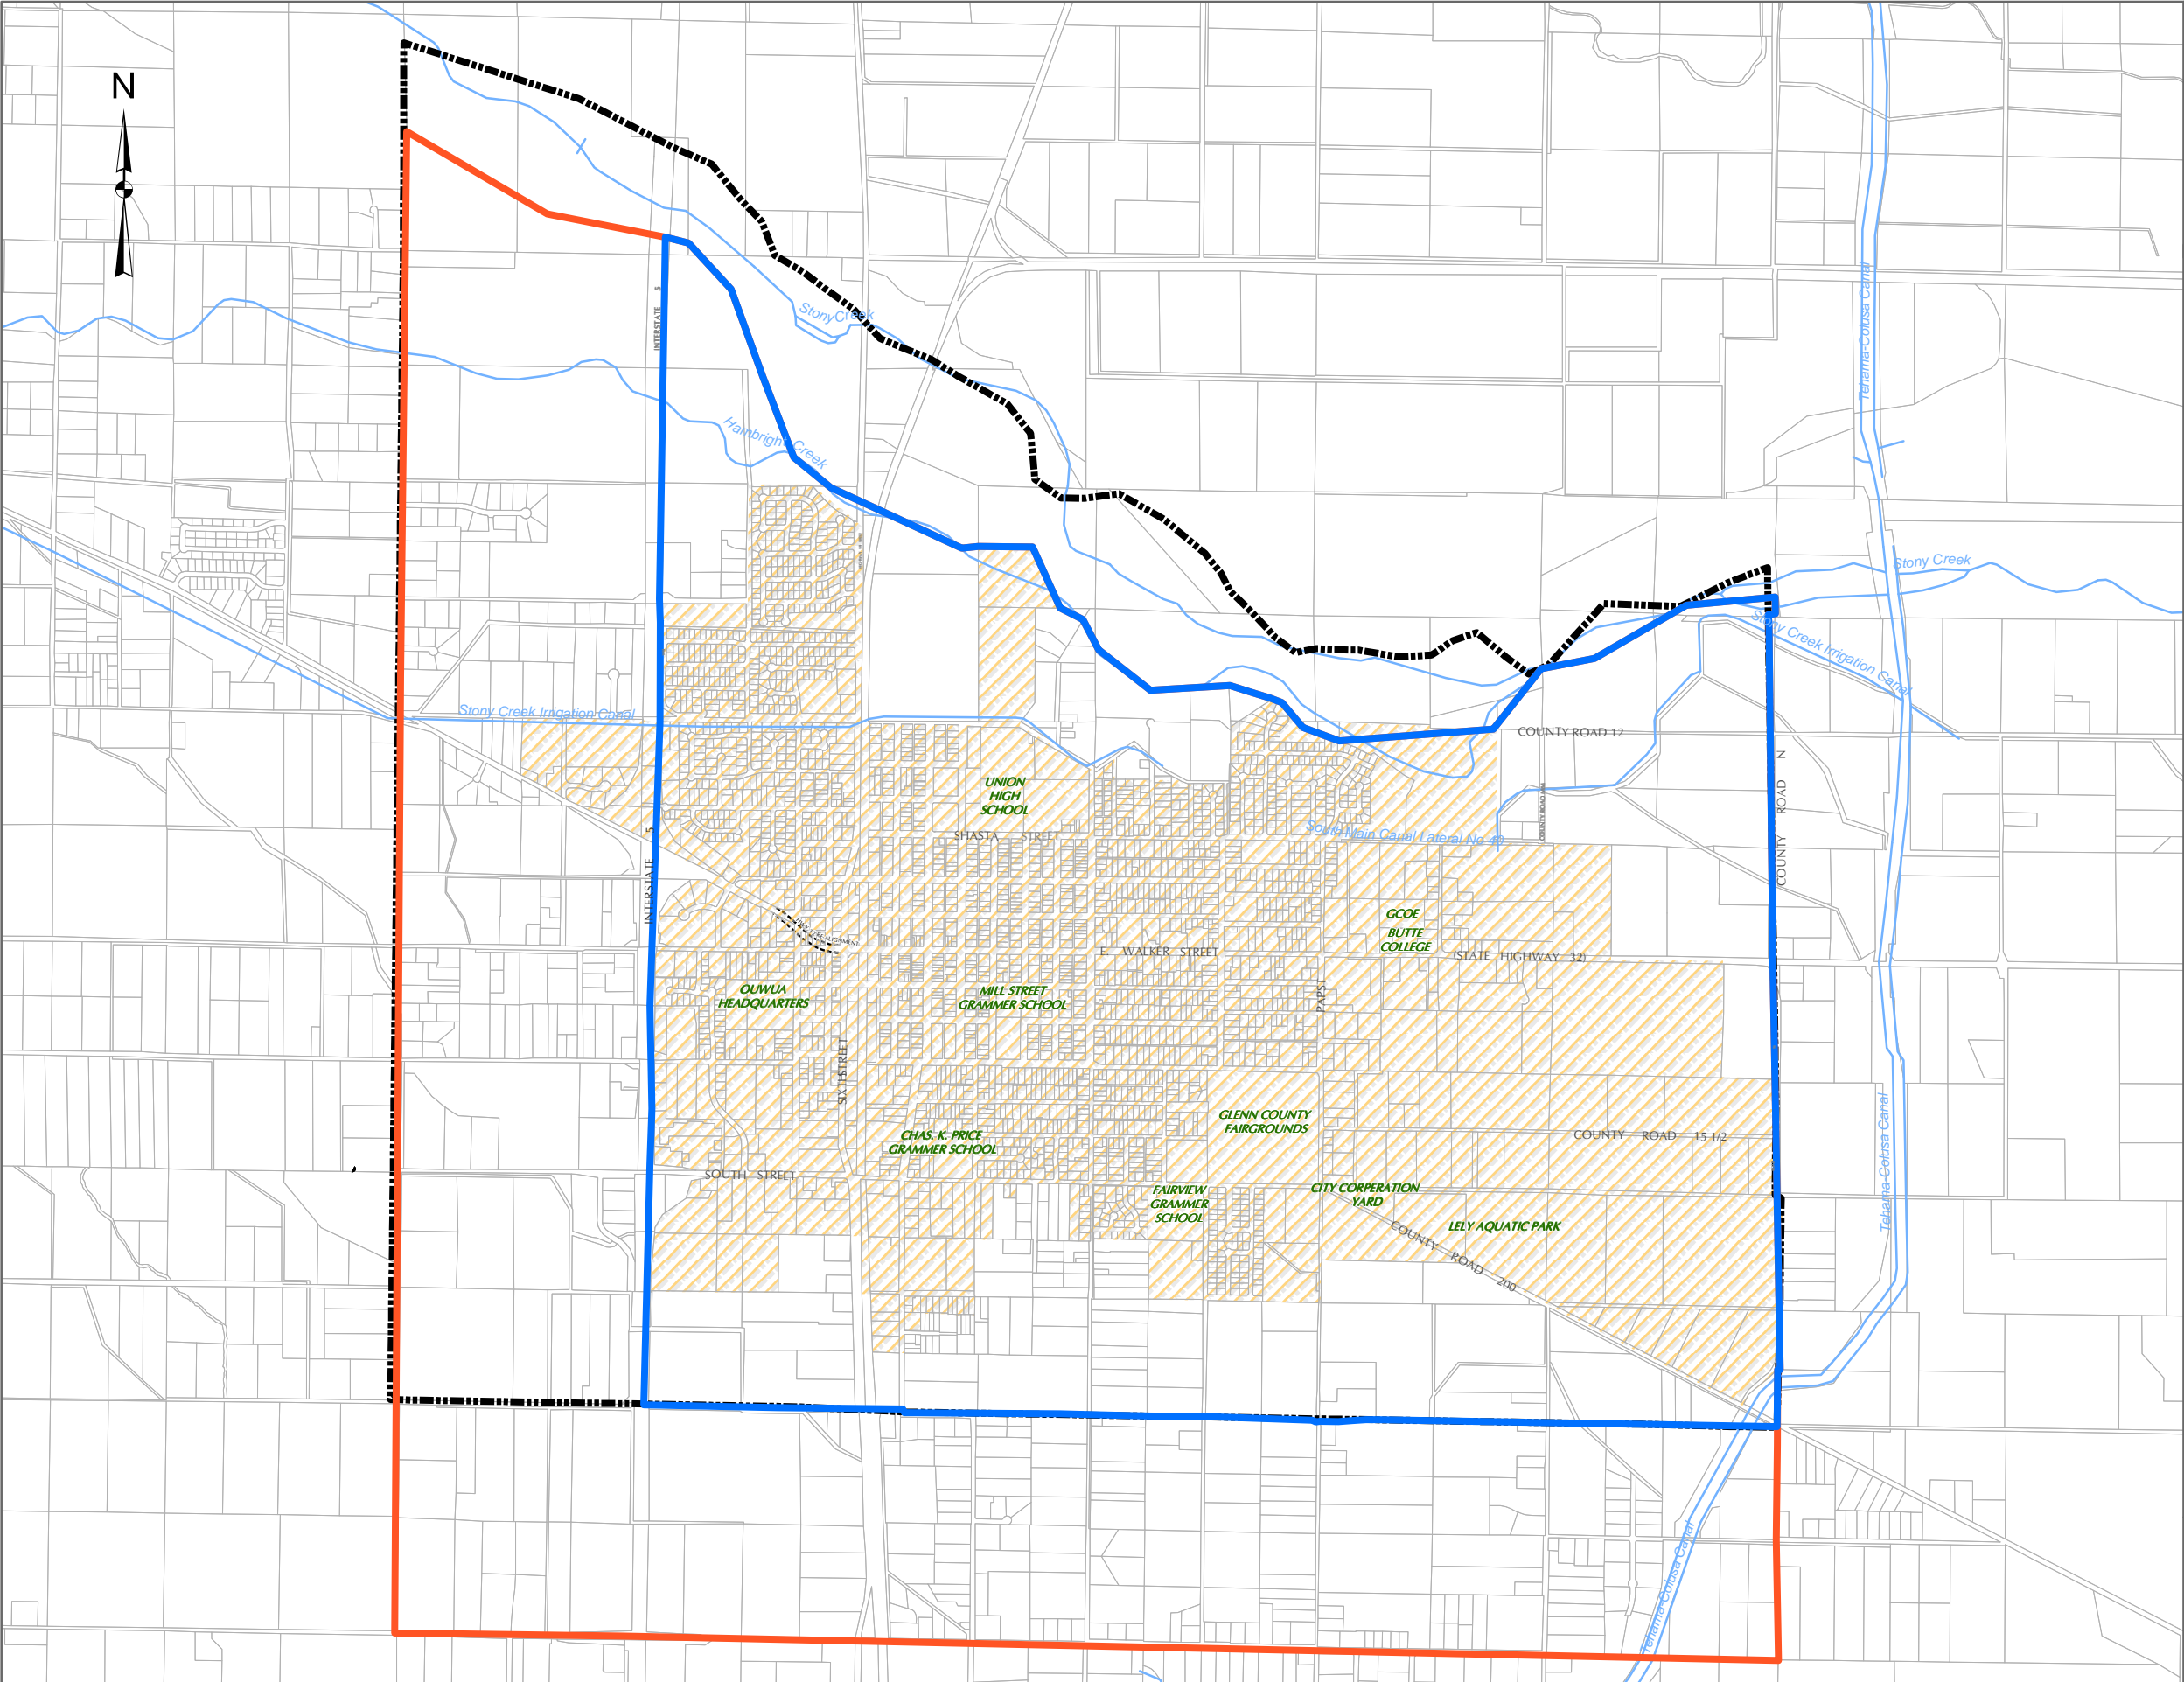 N
INTERSTATE 5
Tehama-Colusa Canal
Stony Creek
Hambright Creek
Stony Creek
Stony Creek Irrigation Canal
Stony Creek Irrigation Canal
COUNTY ROAD 12
COUNTY ROAD N
UNION
HIGH
SCHOOL
SHASTA STREET
South Main Canal Lateral No 40
INTERSTATE 5
GCOE
BUTTE
COLLEGE
E. WALKER STREET
(STATE HIGHWAY 32)
OUWUA
HEADQUARTERS
MILL STREET
GRAMMER SCHOOL
PAPST
SIXTH STREET
GLENN COUNTY
FAIRGROUNDS
CHAS. K. PRICE
GRAMMER SCHOOL
COUNTY ROAD 15 1/2
SOUTH STREET
Tehama-Colusa Canal
FAIRVIEW
GRAMMER
SCHOOL
CITY CORPERATION
YARD
LELY AQUATIC PARK
COUNTY ROAD 200
Tehama-Colusa Canal